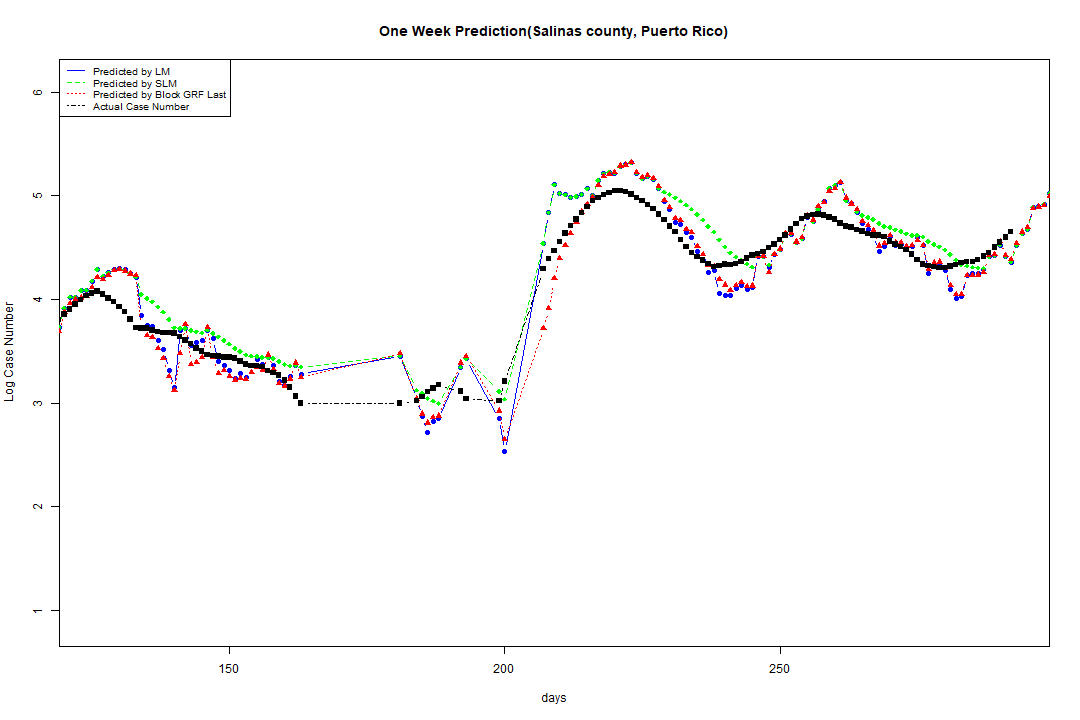 One Week Prediction(Salinas county, Puerto Rico)
Predicted by LM
Predicted by SLM
Predicted by Block GRF Last
Actual Case Number
6
5
4
3
2
1
Log Case Number
150 200 250
days